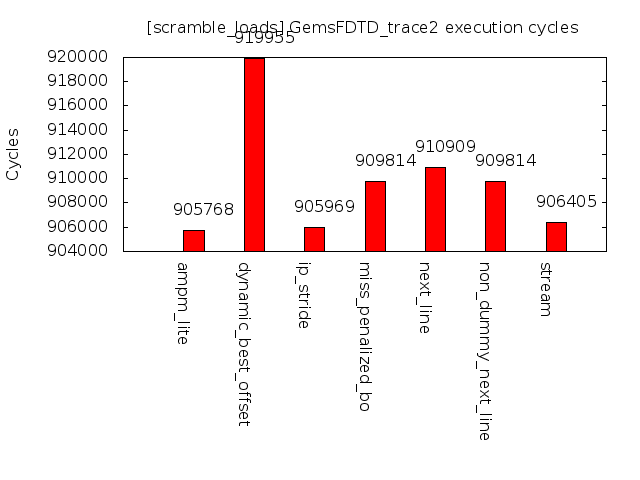 [scramble_loads] GemsFDTD_trace2 execution cycles
919955
920000
918000
916000
914000
912000
910000
908000
906000
904000
Cycles
905768
905969
909814
910909
909814
906405
ampm_lite
dynamic_best_offset
ip_stride
miss_penalized_bo
next_line
non_dummy_next_line
stream